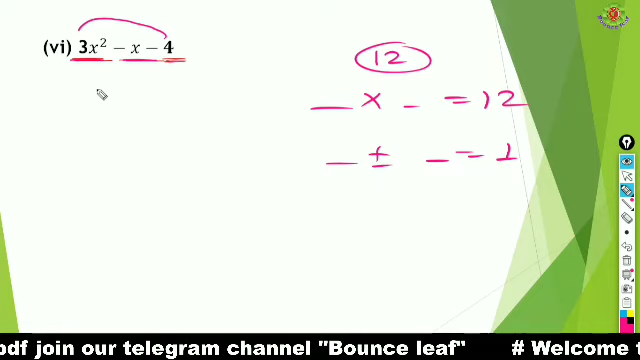 (vi) 3x² − x − 4
12
_ × _ = 12
_ ± _ = 1
pdf join our telegram channel "Bounce leaf" # Welcome t